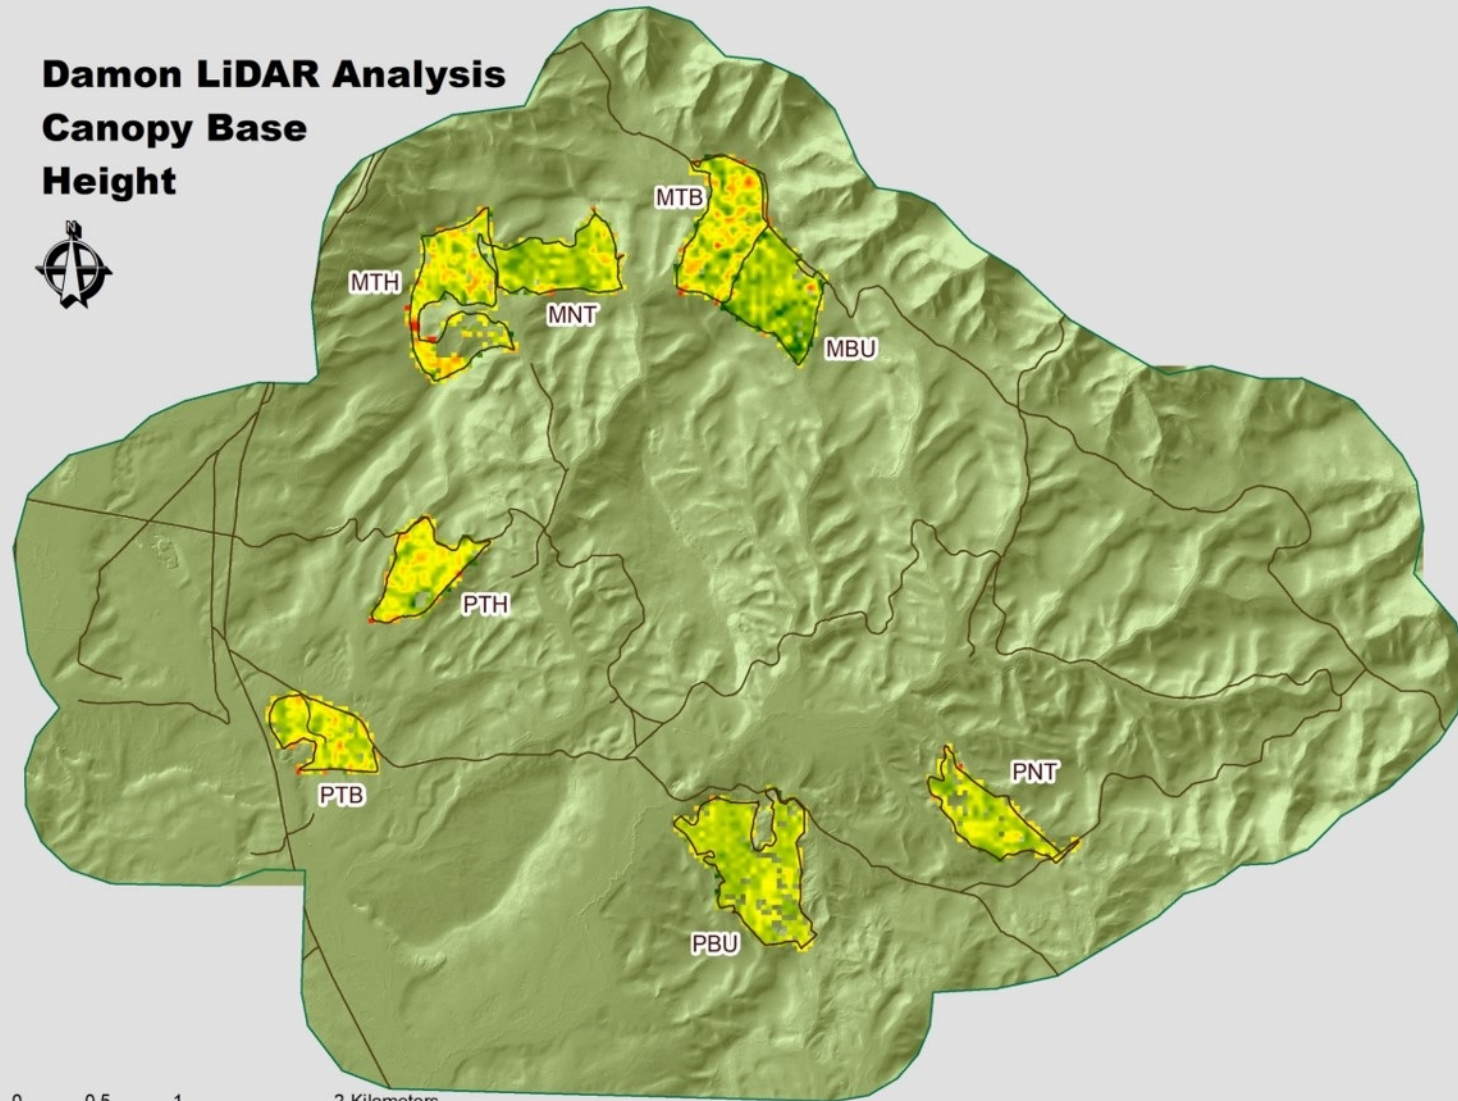 Damon LiDAR Analysis
Canopy Base
Height
N
MTB
MTH
MNT
MBU
PTH
PTB
PNT
PBU
0 0.5 1 2 Kilometers